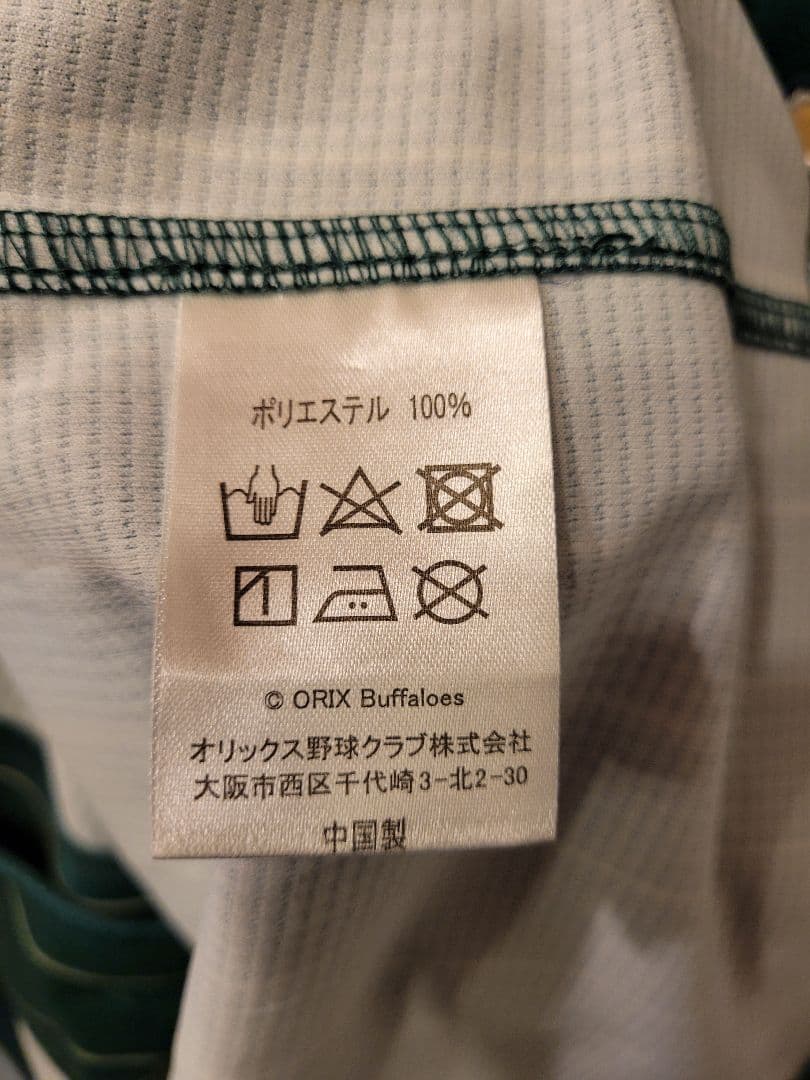 ポリエステル 100%
© ORIX Buffaloes
オリックス野球クラブ株式会社
大阪市西区千代崎3-北2-30
中国製